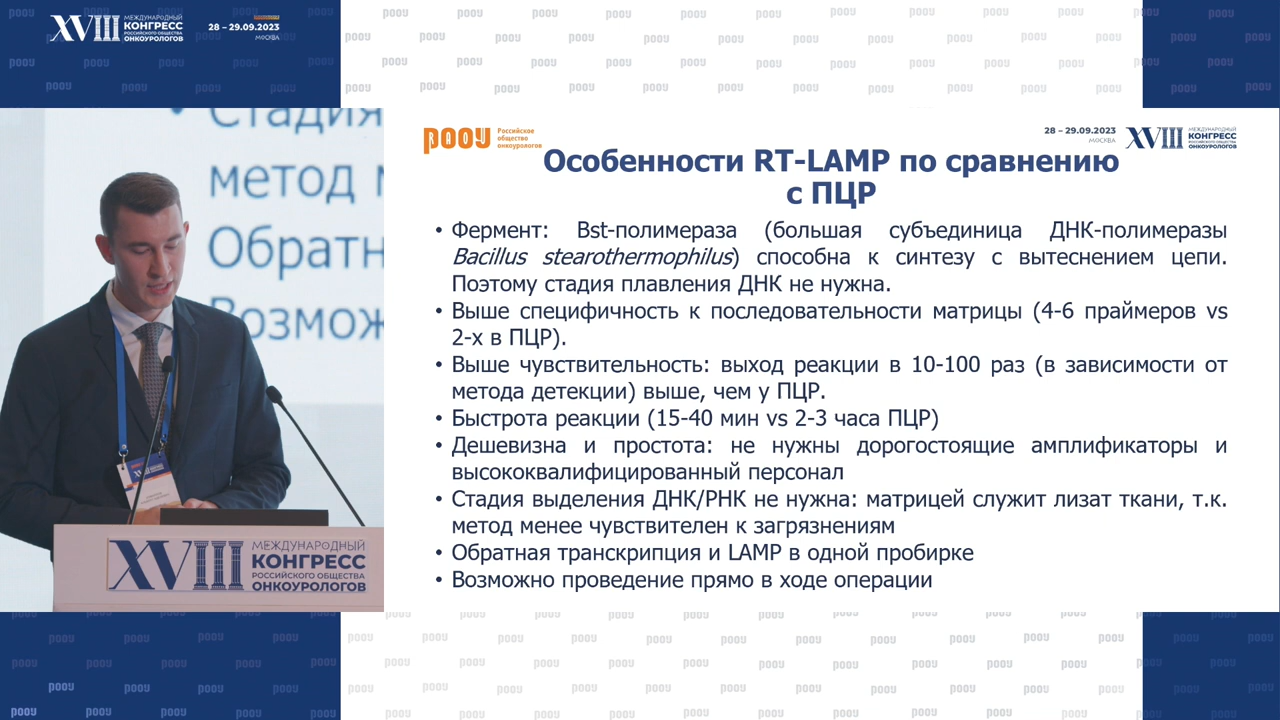 XVIII МЕЖДУНАРОДНЫЙ
КОНГРЕСС
РОССИЙСКОГО ОБЩЕСТВА
ОНКОУРОЛОГОВ
28 – 29.09.2023
МОСКВА
Стадия
метод
Обратн
Возмож
РООУ
Российское
общество
онкоурологов
28 – 29.09.2023
МОСКВА
XVIII МЕЖДУНАРОДНЫЙ
КОНГРЕСС
РОССИЙСКОГО ОБЩЕСТВА
ОНКОУРОЛОГОВ
Особенности RT-LAMP по сравнению
с ПЦР
• Фермент: Bst-полимераза (большая субъединица ДНК-полимеразы
Bacillus stearothermophilus) способна к синтезу с вытеснением цепи.
Поэтому стадия плавления ДНК не нужна.
• Выше специфичность к последовательности матрицы (4-6 праймеров vs
2-х в ПЦР).
• Выше чувствительность: выход реакции в 10-100 раз (в зависимости от
метода детекции) выше, чем у ПЦР.
• Быстрота реакции (15-40 мин vs 2-3 часа ПЦР)
• Дешевизна и простота: не нужны дорогостоящие амплификаторы и
высококвалифицированный персонал
• Стадия выделения ДНК/РНК не нужна: матрицей служит лизат ткани, т.к.
метод менее чувствителен к загрязнениям
• Обратная транскрипция и LAMP в одной пробирке
• Возможно проведение прямо в ходе операции
XVIII МЕЖДУНАРОДНЫЙ
КОНГРЕСС
РОССИЙСКОГО ОБЩЕСТВА
ОНКОУРОЛОГОВ